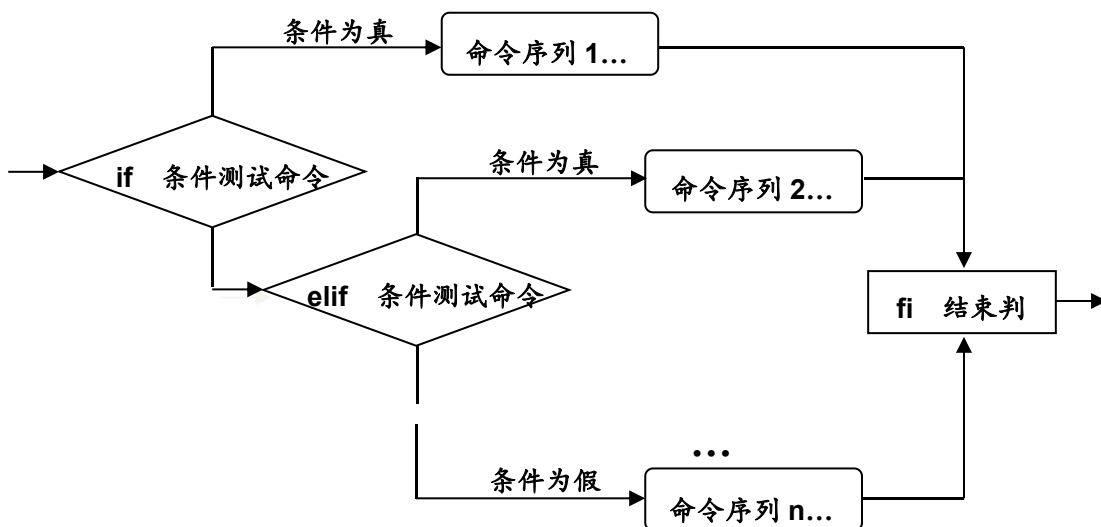 条件为真
命令序列 1…
if 条件测试命令
条件为真
命令序列 2…
elif 条件测试命令
fi 结束判
…
条件为假
命令序列 n…